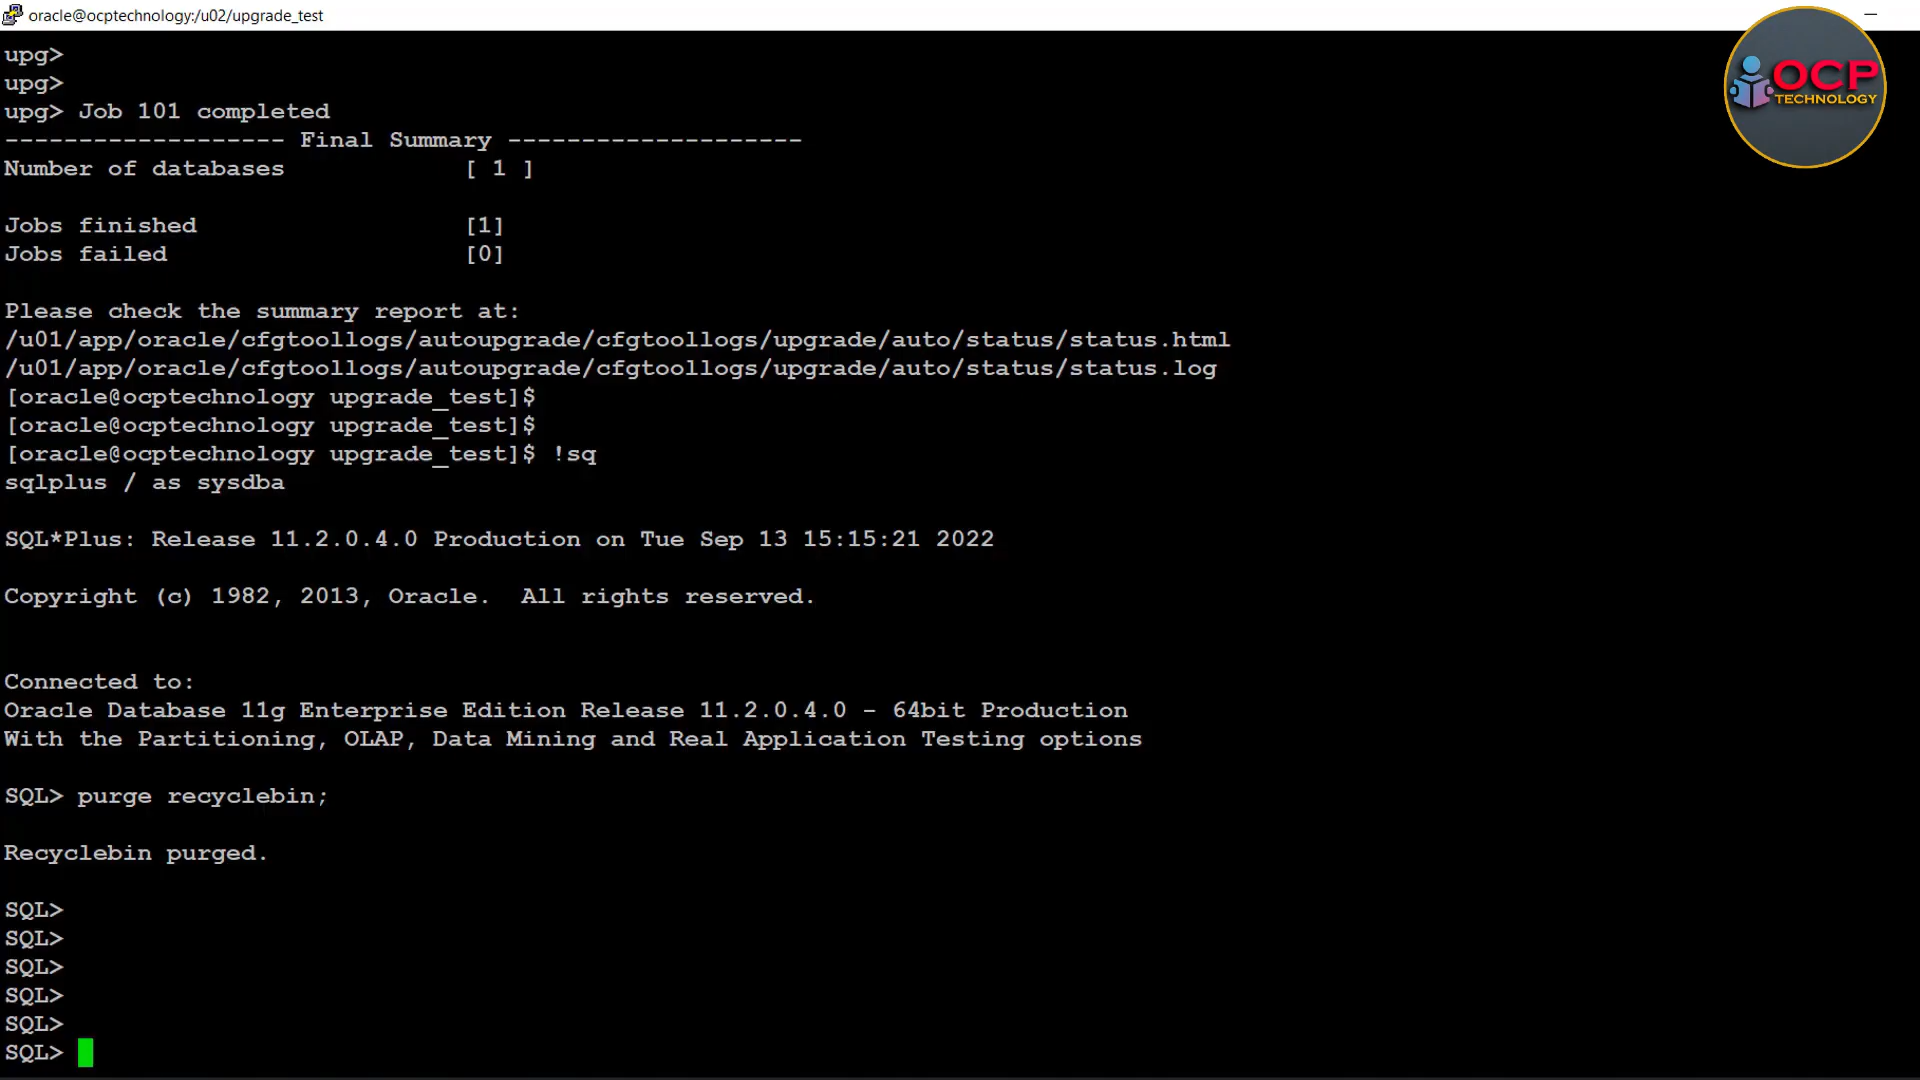 oracle@ocptechnology:/u02/upgrade_test
OCP
TECHNOLOGY
upg>
upg>
upg> Job 101 completed
------------------- Final Summary --------------------
Number of databases            [ 1 ]
Jobs finished                  [1]
Jobs failed                    [0]
Please check the summary report at:
/u01/app/oracle/cfgtoollogs/autoupgrade/cfgtoollogs/upgrade/auto/status/status.html
/u01/app/oracle/cfgtoollogs/autoupgrade/cfgtoollogs/upgrade/auto/status/status.log
[oracle@ocptechnology upgrade_test]$
[oracle@ocptechnology upgrade_test]$
[oracle@ocptechnology upgrade_test]$ !sq
sqlplus / as sysdba
SQL*Plus: Release 11.2.0.4.0 Production on Tue Sep 13 15:15:21 2022
Copyright (c) 1982, 2013, Oracle.  All rights reserved.
Connected to:
Oracle Database 11g Enterprise Edition Release 11.2.0.4.0 - 64bit Production
With the Partitioning, OLAP, Data Mining and Real Application Testing options
SQL> purge recyclebin;
Recyclebin purged.
SQL>
SQL>
SQL>
SQL>
SQL>
SQL>